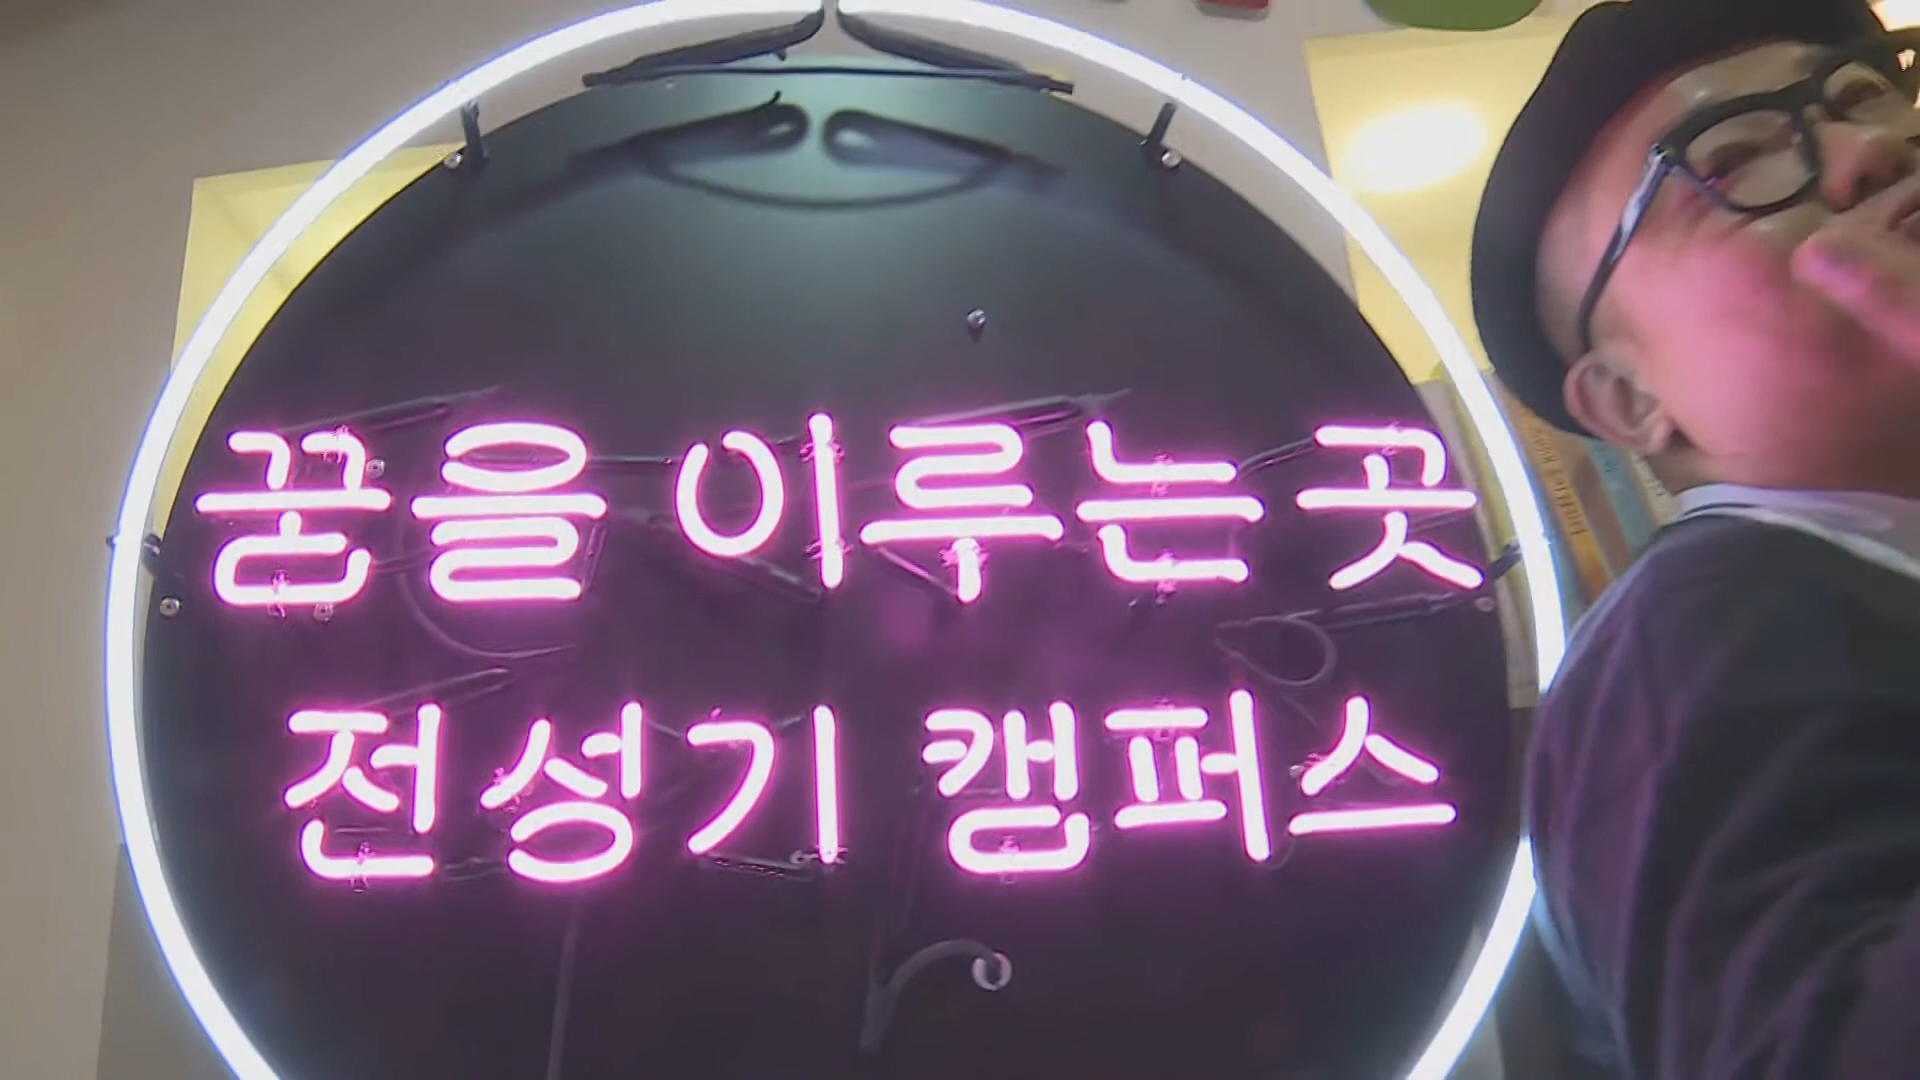 꿈을 이루는 곳
전성기 캠퍼스